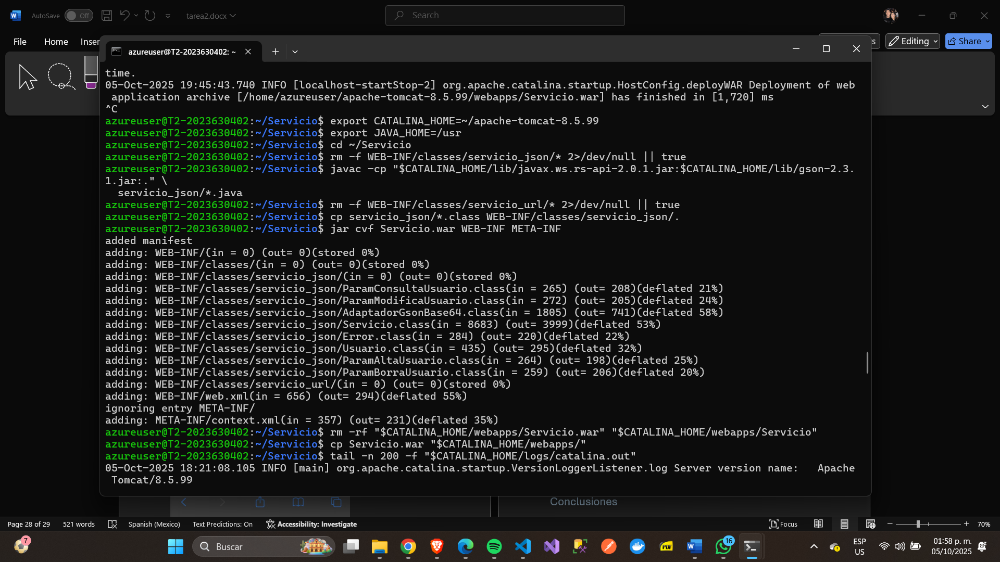 AutoSave Off tarea2.docx Search
File Home Inser Editing Share
azureuser@T2-2023630402: ~
time.
05-Oct-2025 19:45:43.740 INFO [localhost-startStop-2] org.apache.catalina.startup.HostConfig.deployWAR Deployment of web
application archive [/home/azureuser/apache-tomcat-8.5.99/webapps/Servicio.war] has finished in [1,720] ms
^C
azureuser@T2-2023630402:~/Servicio$ export CATALINA_HOME=~/apache-tomcat-8.5.99
azureuser@T2-2023630402:~/Servicio$ export JAVA_HOME=/usr
azureuser@T2-2023630402:~/Servicio$ cd ~/Servicio
azureuser@T2-2023630402:~/Servicio$ rm -f WEB-INF/classes/servicio_json/* 2>/dev/null || true
azureuser@T2-2023630402:~/Servicio$ javac -cp "$CATALINA_HOME/lib/javax.ws.rs-api-2.0.1.jar:$CATALINA_HOME/lib/gson-2.3.
1.jar:." \
servicio_json/*.java
azureuser@T2-2023630402:~/Servicio$ rm -f WEB-INF/classes/servicio_url/* 2>/dev/null || true
azureuser@T2-2023630402:~/Servicio$ cp servicio_json/*.class WEB-INF/classes/servicio_json/.
azureuser@T2-2023630402:~/Servicio$ jar cvf Servicio.war WEB-INF META-INF
added manifest
adding: WEB-INF/(in = 0) (out= 0)(stored 0%)
adding: WEB-INF/classes/(in = 0) (out= 0)(stored 0%)
adding: WEB-INF/classes/servicio_json/(in = 0) (out= 0)(stored 0%)
adding: WEB-INF/classes/servicio_json/ParamConsultaUsuario.class(in = 265) (out= 208)(deflated 21%)
adding: WEB-INF/classes/servicio_json/ParamModificaUsuario.class(in = 272) (out= 205)(deflated 24%)
adding: WEB-INF/classes/servicio_json/AdaptadorGsonBase64.class(in = 1805) (out= 741)(deflated 58%)
adding: WEB-INF/classes/servicio_json/Servicio.class(in = 8683) (out= 3999)(deflated 53%)
adding: WEB-INF/classes/servicio_json/Error.class(in = 284) (out= 220)(deflated 22%)
adding: WEB-INF/classes/servicio_json/Usuario.class(in = 435) (out= 295)(deflated 32%)
adding: WEB-INF/classes/servicio_json/ParamAltaUsuario.class(in = 264) (out= 198)(deflated 25%)
adding: WEB-INF/classes/servicio_json/ParamBorraUsuario.class(in = 259) (out= 206)(deflated 20%)
adding: WEB-INF/classes/servicio_url/(in = 0) (out= 0)(stored 0%)
adding: WEB-INF/web.xml(in = 656) (out= 294)(deflated 55%)
ignoring entry META-INF/
adding: META-INF/context.xml(in = 357) (out= 231)(deflated 35%)
azureuser@T2-2023630402:~/Servicio$ rm -rf "$CATALINA_HOME/webapps/Servicio.war" "$CATALINA_HOME/webapps/Servicio"
azureuser@T2-2023630402:~/Servicio$ cp Servicio.war "$CATALINA_HOME/webapps/"
azureuser@T2-2023630402:~/Servicio$ tail -n 200 -f "$CATALINA_HOME/logs/catalina.out"
05-Oct-2025 18:21:08.105 INFO [main] org.apache.catalina.startup.VersionLoggerListener.log Server version name:   Apache
Tomcat/8.5.99
Conclusiones
Page 28 of 29 521 words Spanish (Mexico) Text Predictions: On Accessibility: Investigate Focus 70%
7 Buscar PDF 16 ESP 01:58 p. m.
US 05/10/2025